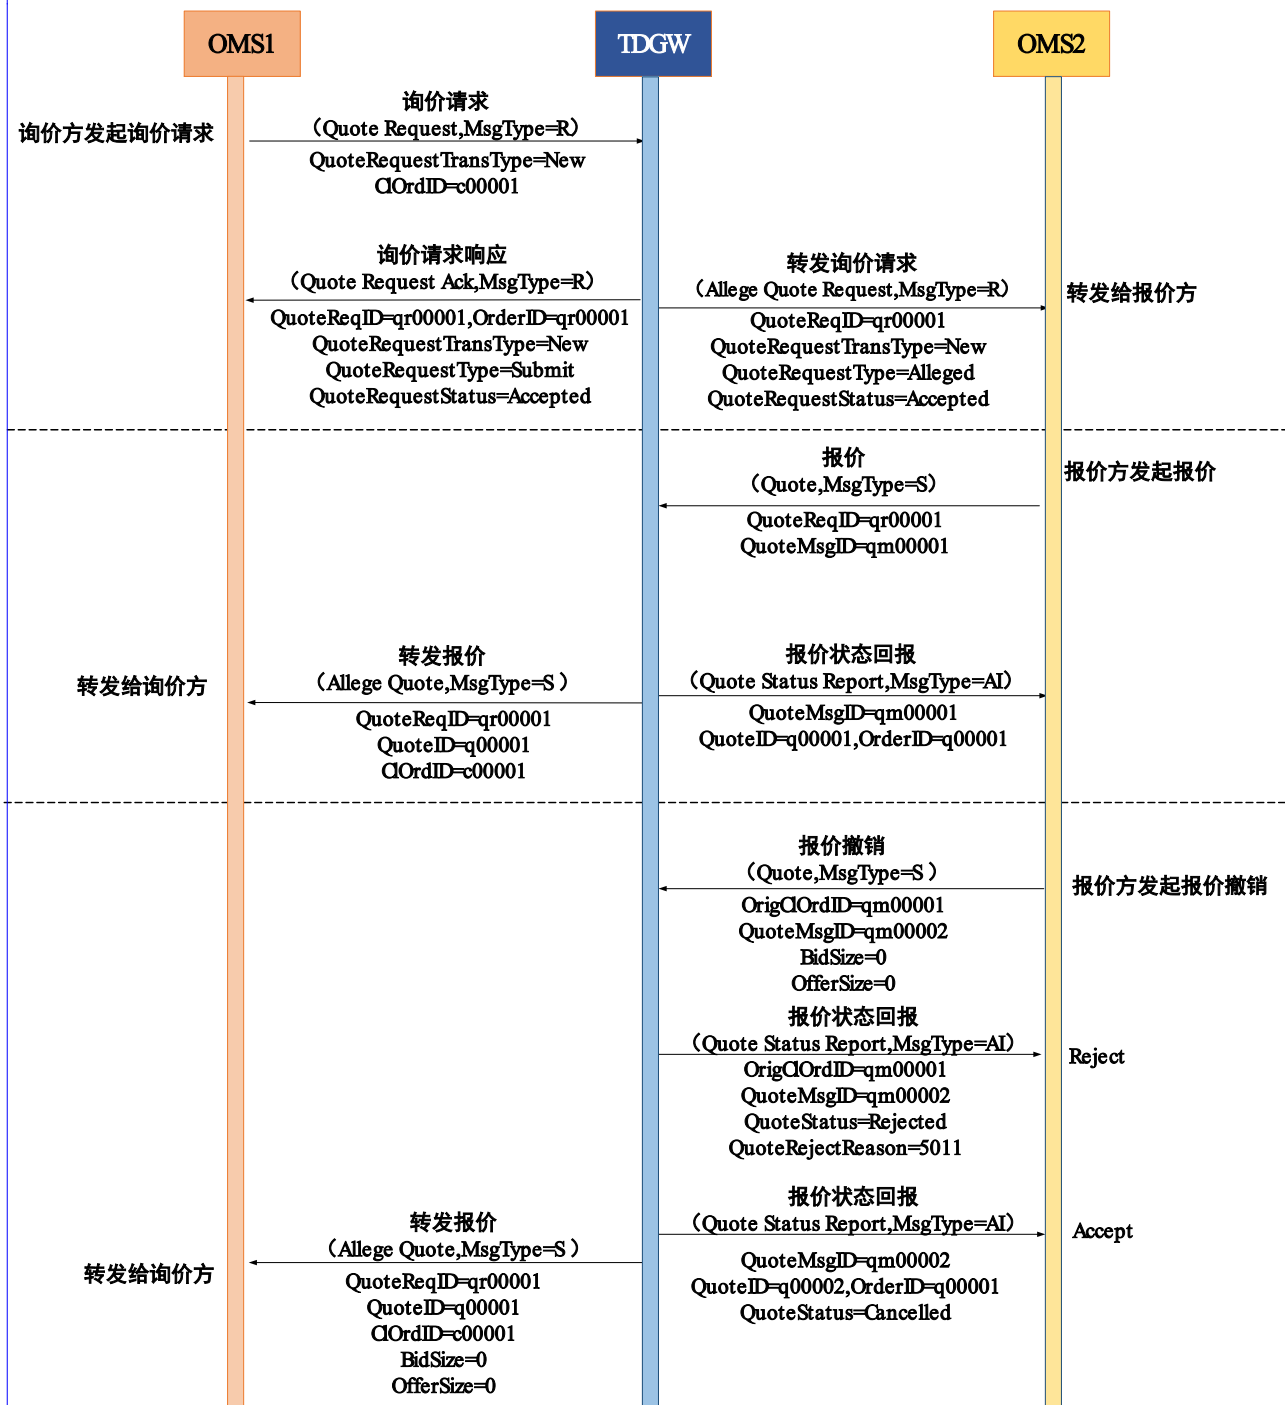 OMS1
TDGW
OMS2
询价方发起询价请求
询价请求
（Quote Request,MsgType=R）
QuoteRequestTransType=New
ClOrdID=c00001
询价请求响应
（Quote Request Ack,MsgType=R）
QuoteReqID=qr00001,OrderID=qr00001
QuoteRequestTransType=New
QuoteRequestType=Submit
QuoteRequestStatus=Accepted
转发询价请求
（Allege Quote Request,MsgType=R）
QuoteReqID=qr00001
QuoteRequestTransType=New
QuoteRequestType=Alleged
QuoteRequestStatus=Accepted
转发给报价方
报价
（Quote,MsgType=S）
QuoteReqID=qr00001
QuoteMsgID=qm00001
报价方发起报价
转发给询价方
转发报价
（Allege Quote,MsgType=S ）
QuoteReqID=qr00001
QuoteID=q00001
ClOrdID=c00001
报价状态回报
（Quote Status Report,MsgType=AI）
QuoteMsgID=qm00001
QuoteID=q00001,OrderID=q00001
报价撤销
（Quote,MsgType=S ）
OrigClOrdID=qm00001
QuoteMsgID=qm00002
BidSize=0
OfferSize=0
报价方发起报价撤销
报价状态回报
（Quote Status Report,MsgType=AI）
OrigClOrdID=qm00001
QuoteMsgID=qm00002
QuoteStatus=Rejected
QuoteRejectReason=5011
Reject
转发给询价方
转发报价
（Allege Quote,MsgType=S ）
QuoteReqID=qr00001
QuoteID=q00001
ClOrdID=c00001
BidSize=0
OfferSize=0
报价状态回报
（Quote Status Report,MsgType=AI）
QuoteMsgID=qm00002
QuoteID=q00002,OrderID=q00001
QuoteStatus=Cancelled
Accept